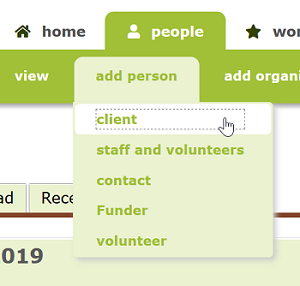 home people wor
view add person add organi
client
staff and volunteers
contact
Funder
volunteer
ad Rece
019